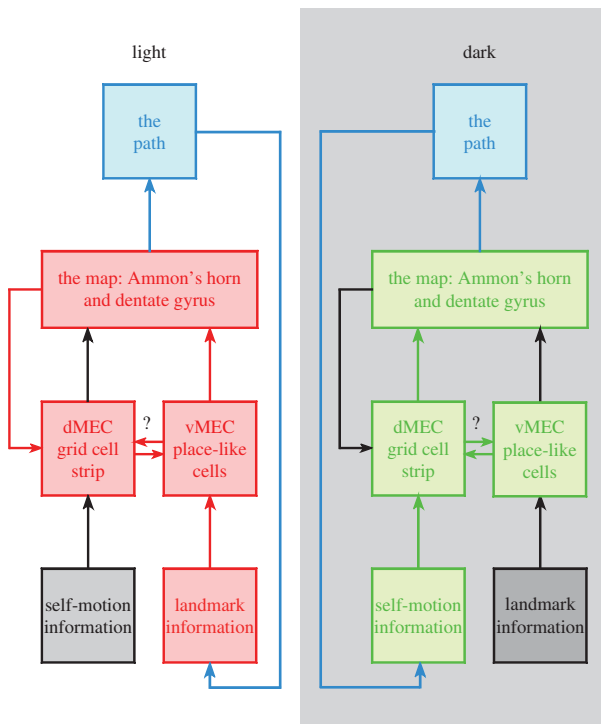 light
the
path
the map: Ammon's horn
and dentate gyrus
?
dMEC
grid cell
strip
vMEC
place-like
cells
self-motion
information
landmark
information
dark
the
path
the map: Ammon's horn
and dentate gyrus
?
dMEC
grid cell
strip
vMEC
place-like
cells
self-motion
information
landmark
information